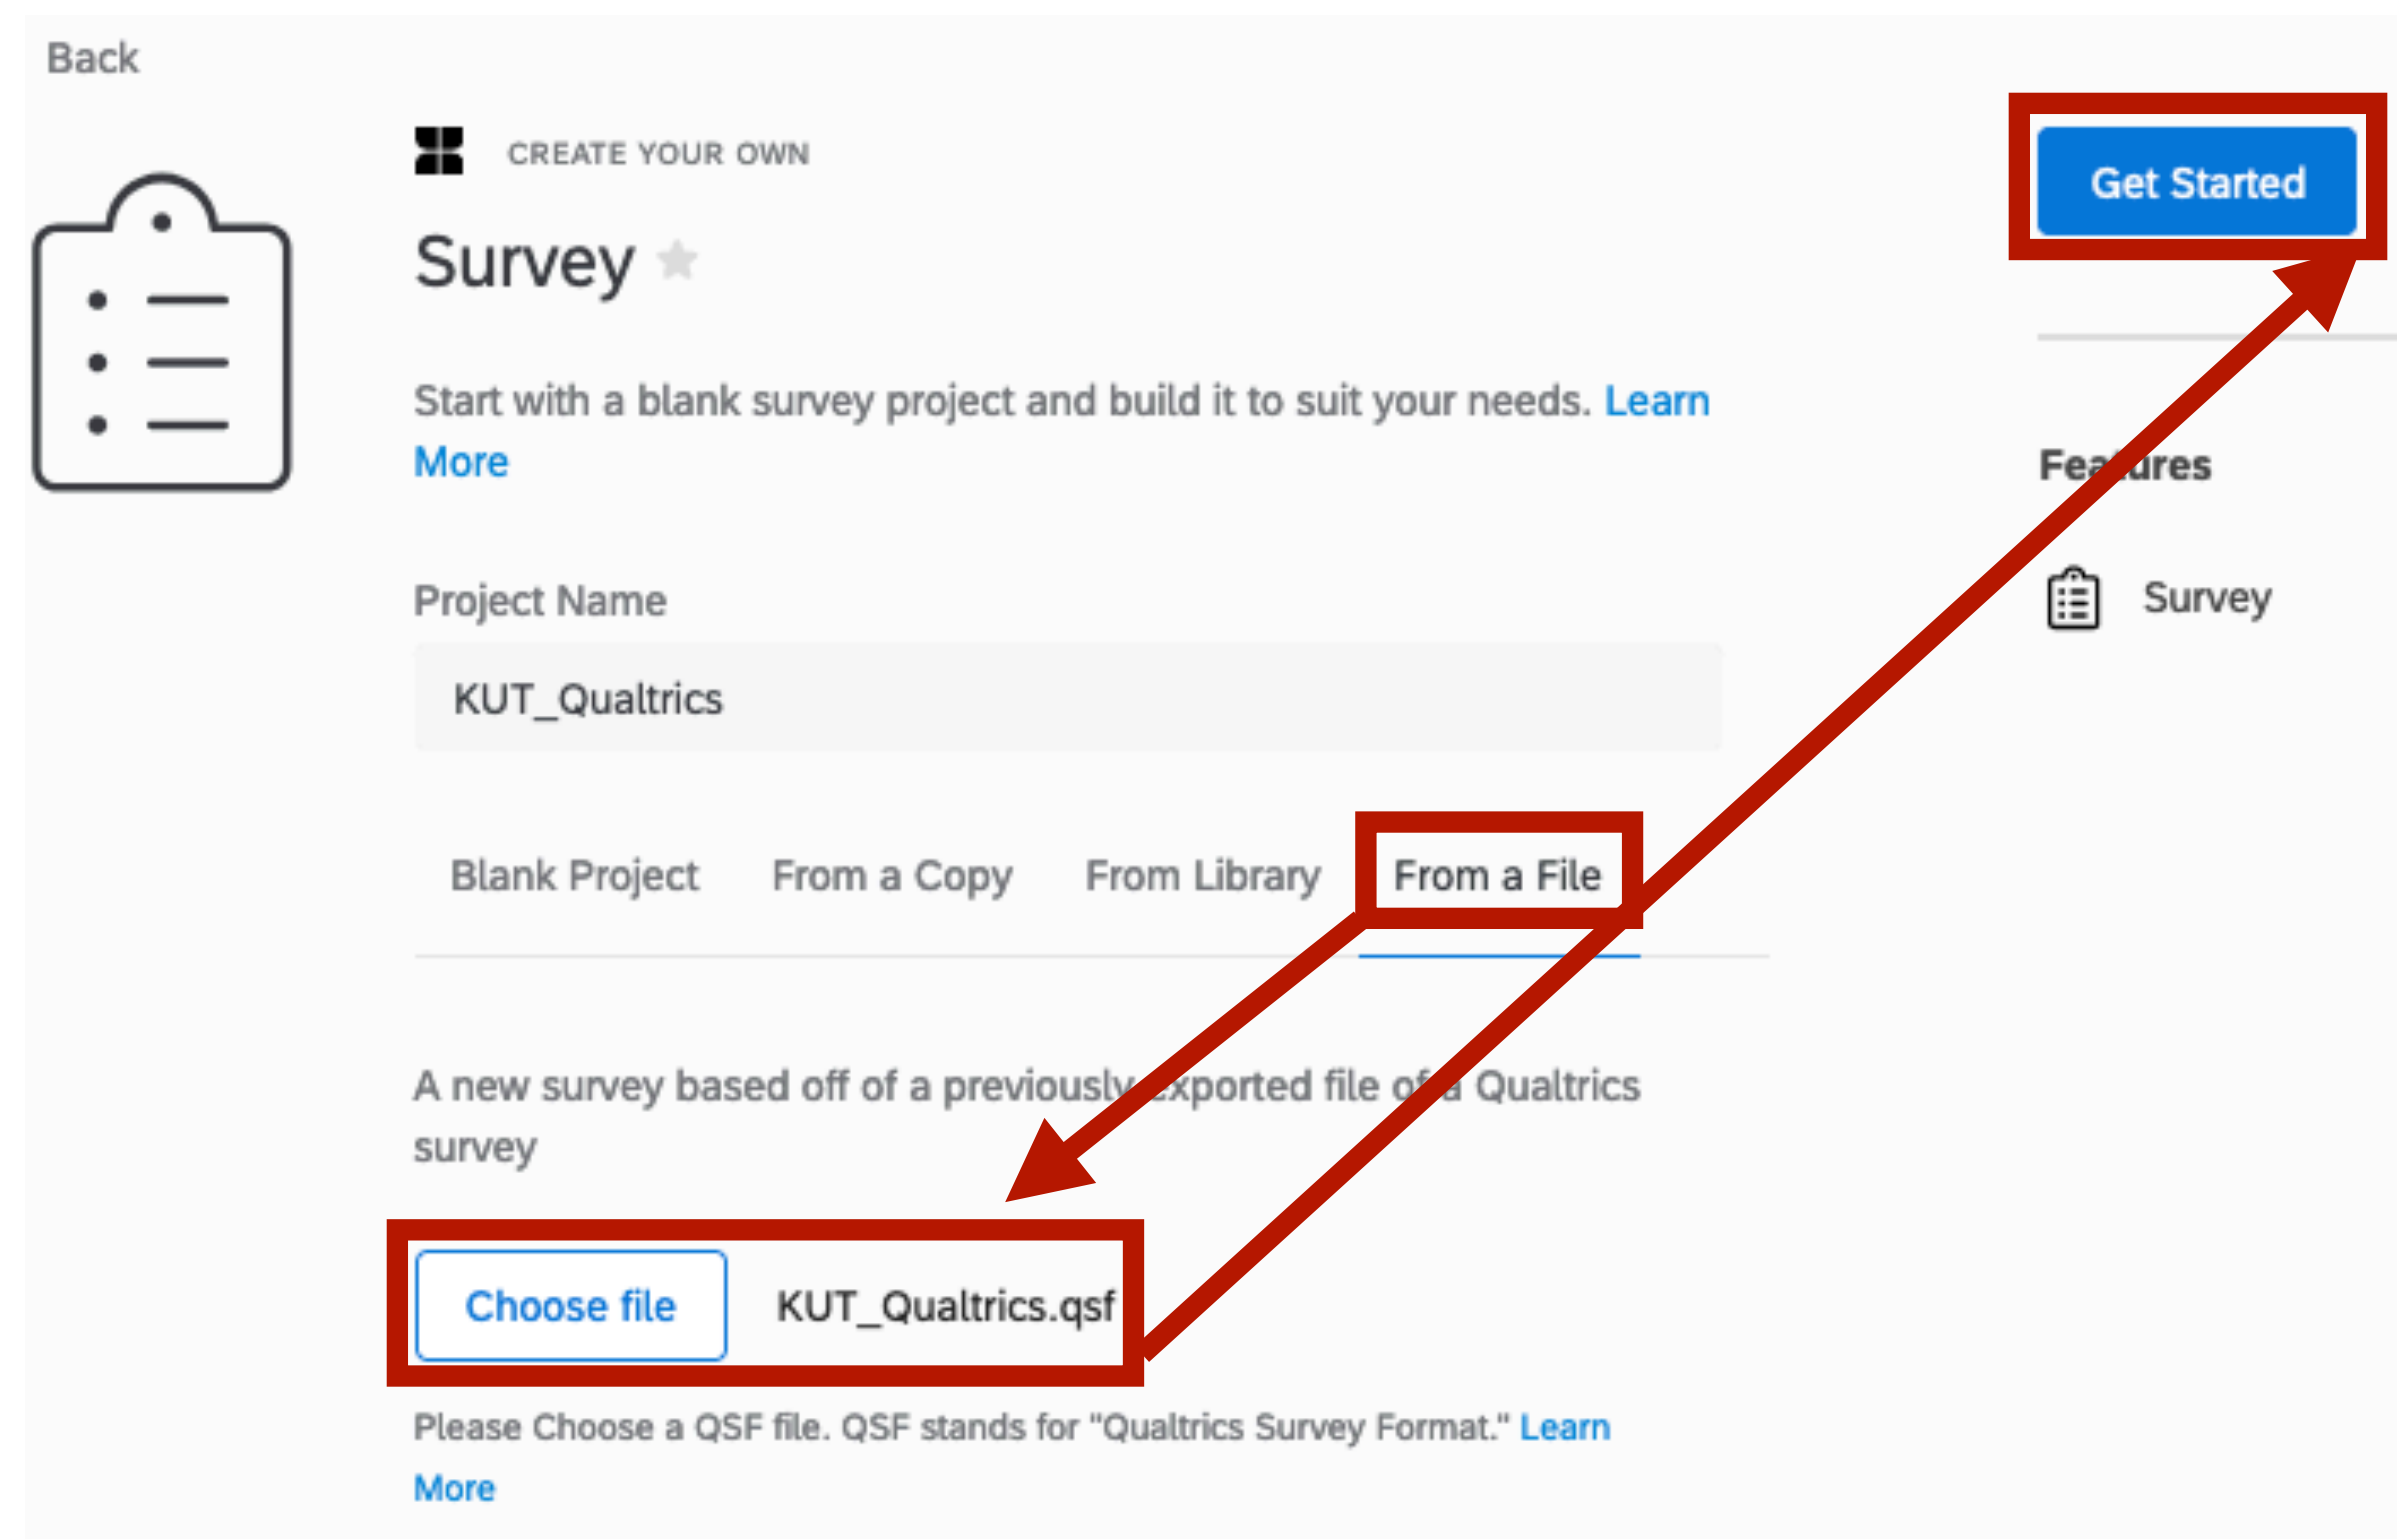 Back
CREATE YOUR OWN
Get Started
Survey
Start with a blank survey project and build it to suit your needs. Learn
More
Features
Survey
Project Name
KUT_Qualtrics
Blank Project From a Copy From Library From a File
A new survey based off of a previously exported file of a Qualtrics
survey
Choose file KUT_Qualtrics.qsf
Please Choose a QSF file. QSF stands for "Qualtrics Survey Format." Learn
More